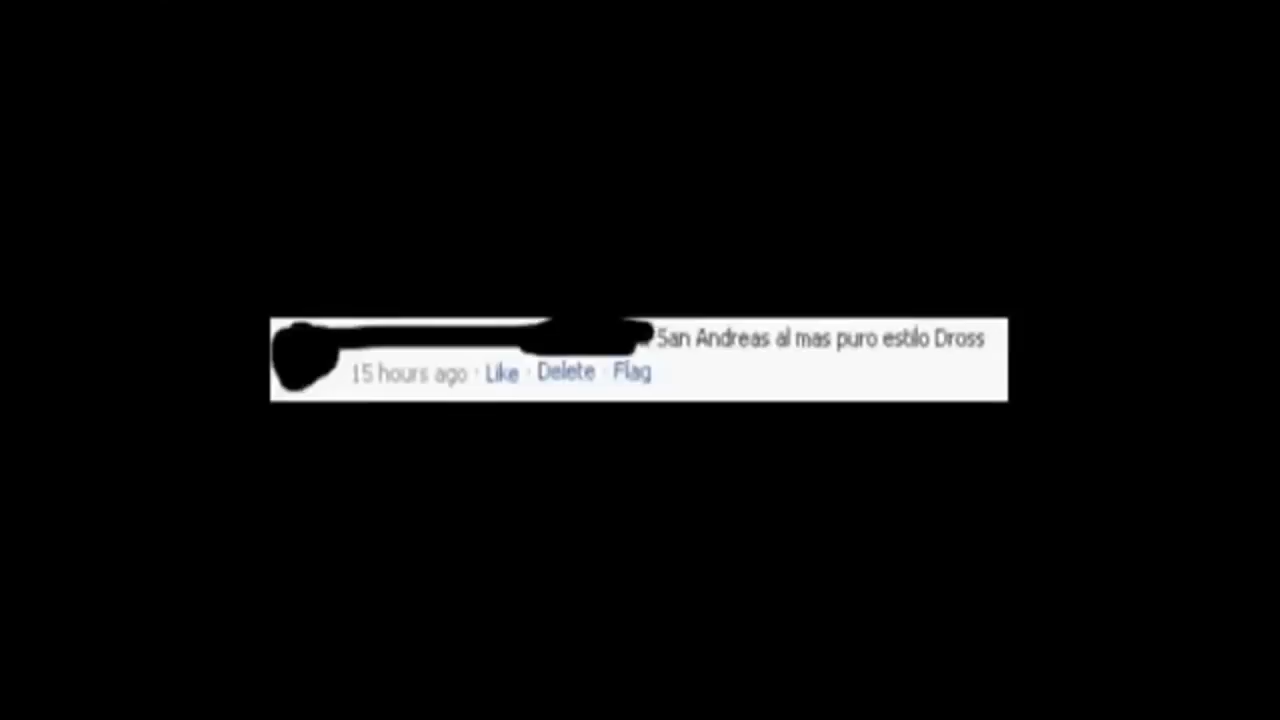 San Andreas al mas puro estilo Dross
15 hours ago · Like · Delete · Flag